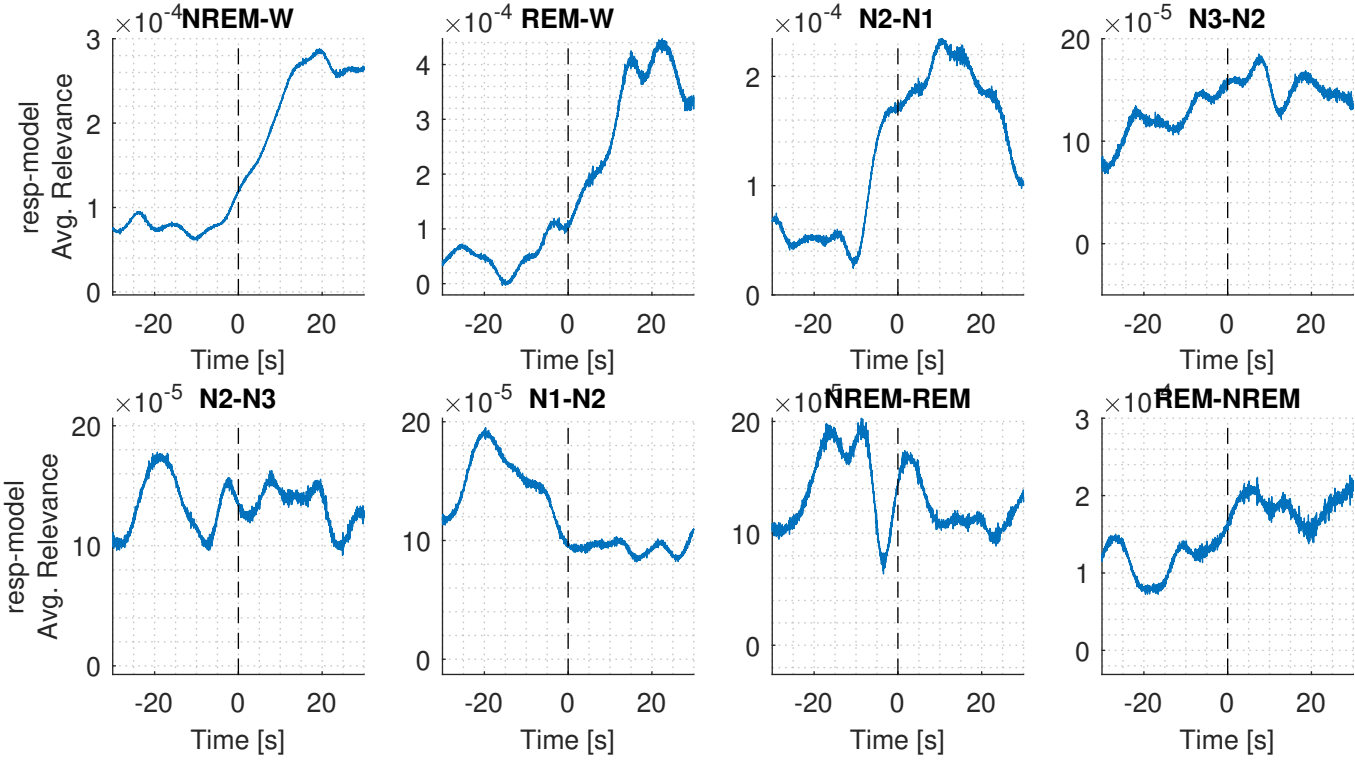 ×10^-4 NREM-W
3
2
1
0
-20 0 20
Time [s]
resp-model
Avg. Relevance
×10^-4 REM-W
4
3
2
1
0
-20 0 20
Time [s]
×10^-4 N2-N1
2
1
0
-20 0 20
Time [s]
×10^-5 N3-N2
20
10
0
-20 0 20
Time [s]
×10^-5 N2-N3
20
10
0
-20 0 20
Time [s]
resp-model
Avg. Relevance
×10^-5 N1-N2
20
10
0
-20 0 20
Time [s]
×10^-5 NREM-REM
20
10
0
-20 0 20
Time [s]
×10^-4 REM-NREM
3
2
1
0
-20 0 20
Time [s]